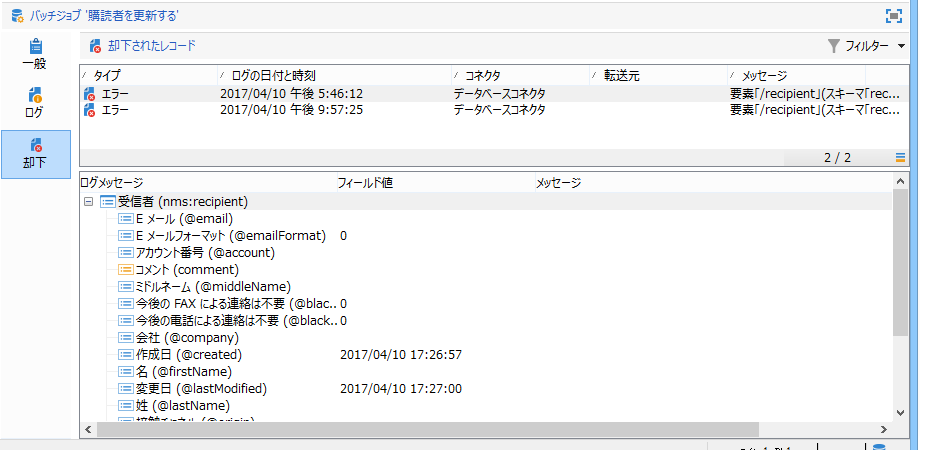 バッチジョブ '購読者を更新する'
一般
ログ
却下
却下されたレコード
フィルター
タイプ ログの日付と時刻 コネクタ 転送元 メッセージ
エラー 2017/04/10 午後 5:46:12 データベースコネクタ 要素「/recipient」(スキーマ「rec...
エラー 2017/04/10 午後 9:57:25 データベースコネクタ 要素「/recipient」(スキーマ「rec...
2 / 2
ログメッセージ フィールド値 メッセージ
受信者 (nms:recipient)
E メール (@email)
E メールフォーマット (@emailFormat) 0
アカウント番号 (@account)
コメント (comment)
ミドルネーム (@middleName)
今後の FAX による連絡は不要 (@blac.. 0
今後の電話による連絡は不要 (@black.. 0
会社 (@company)
作成日 (@created) 2017/04/10 17:26:57
名 (@firstName)
変更日 (@lastModified) 2017/04/10 17:27:00
姓 (@lastName)